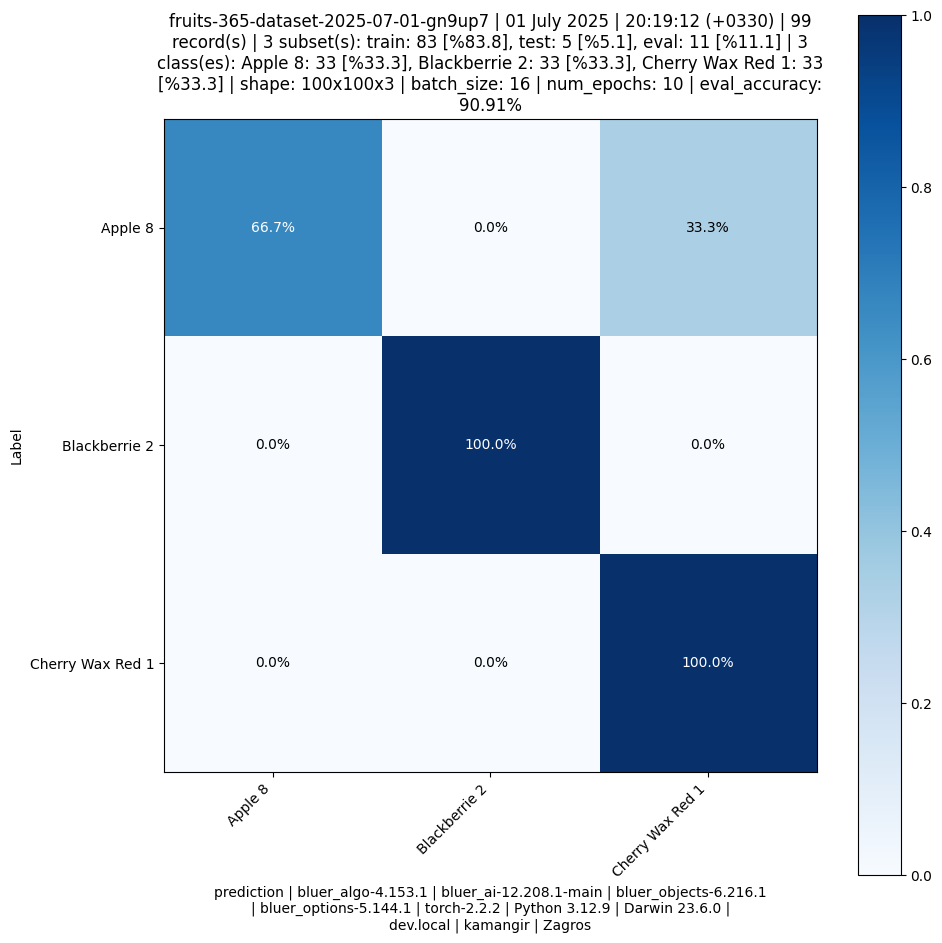 fruits-365-dataset-2025-07-01-gn9up7 | 01 July 2025 | 20:19:12 (+0330) | 99
record(s) | 3 subset(s): train: 83 [%83.8], test: 5 [%5.1], eval: 11 [%11.1] | 3
class(es): Apple 8: 33 [%33.3], Blackberrie 2: 33 [%33.3], Cherry Wax Red 1: 33
[%33.3] | shape: 100x100x3 | batch_size: 16 | num_epochs: 10 | eval_accuracy:
90.91%
1.0
0.8
0.6
0.4
0.2
0.0
Label
Apple 8
66.7%
0.0%
33.3%
Blackberrie 2
0.0%
100.0%
0.0%
Cherry Wax Red 1
0.0%
0.0%
100.0%
Apple 8
Blackberrie 2
Cherry Wax Red 1
prediction | bluer_algo-4.153.1 | bluer_ai-12.208.1-main | bluer_objects-6.216.1
| bluer_options-5.144.1 | torch-2.2.2 | Python 3.12.9 | Darwin 23.6.0 |
dev.local | kamangir | Zagros